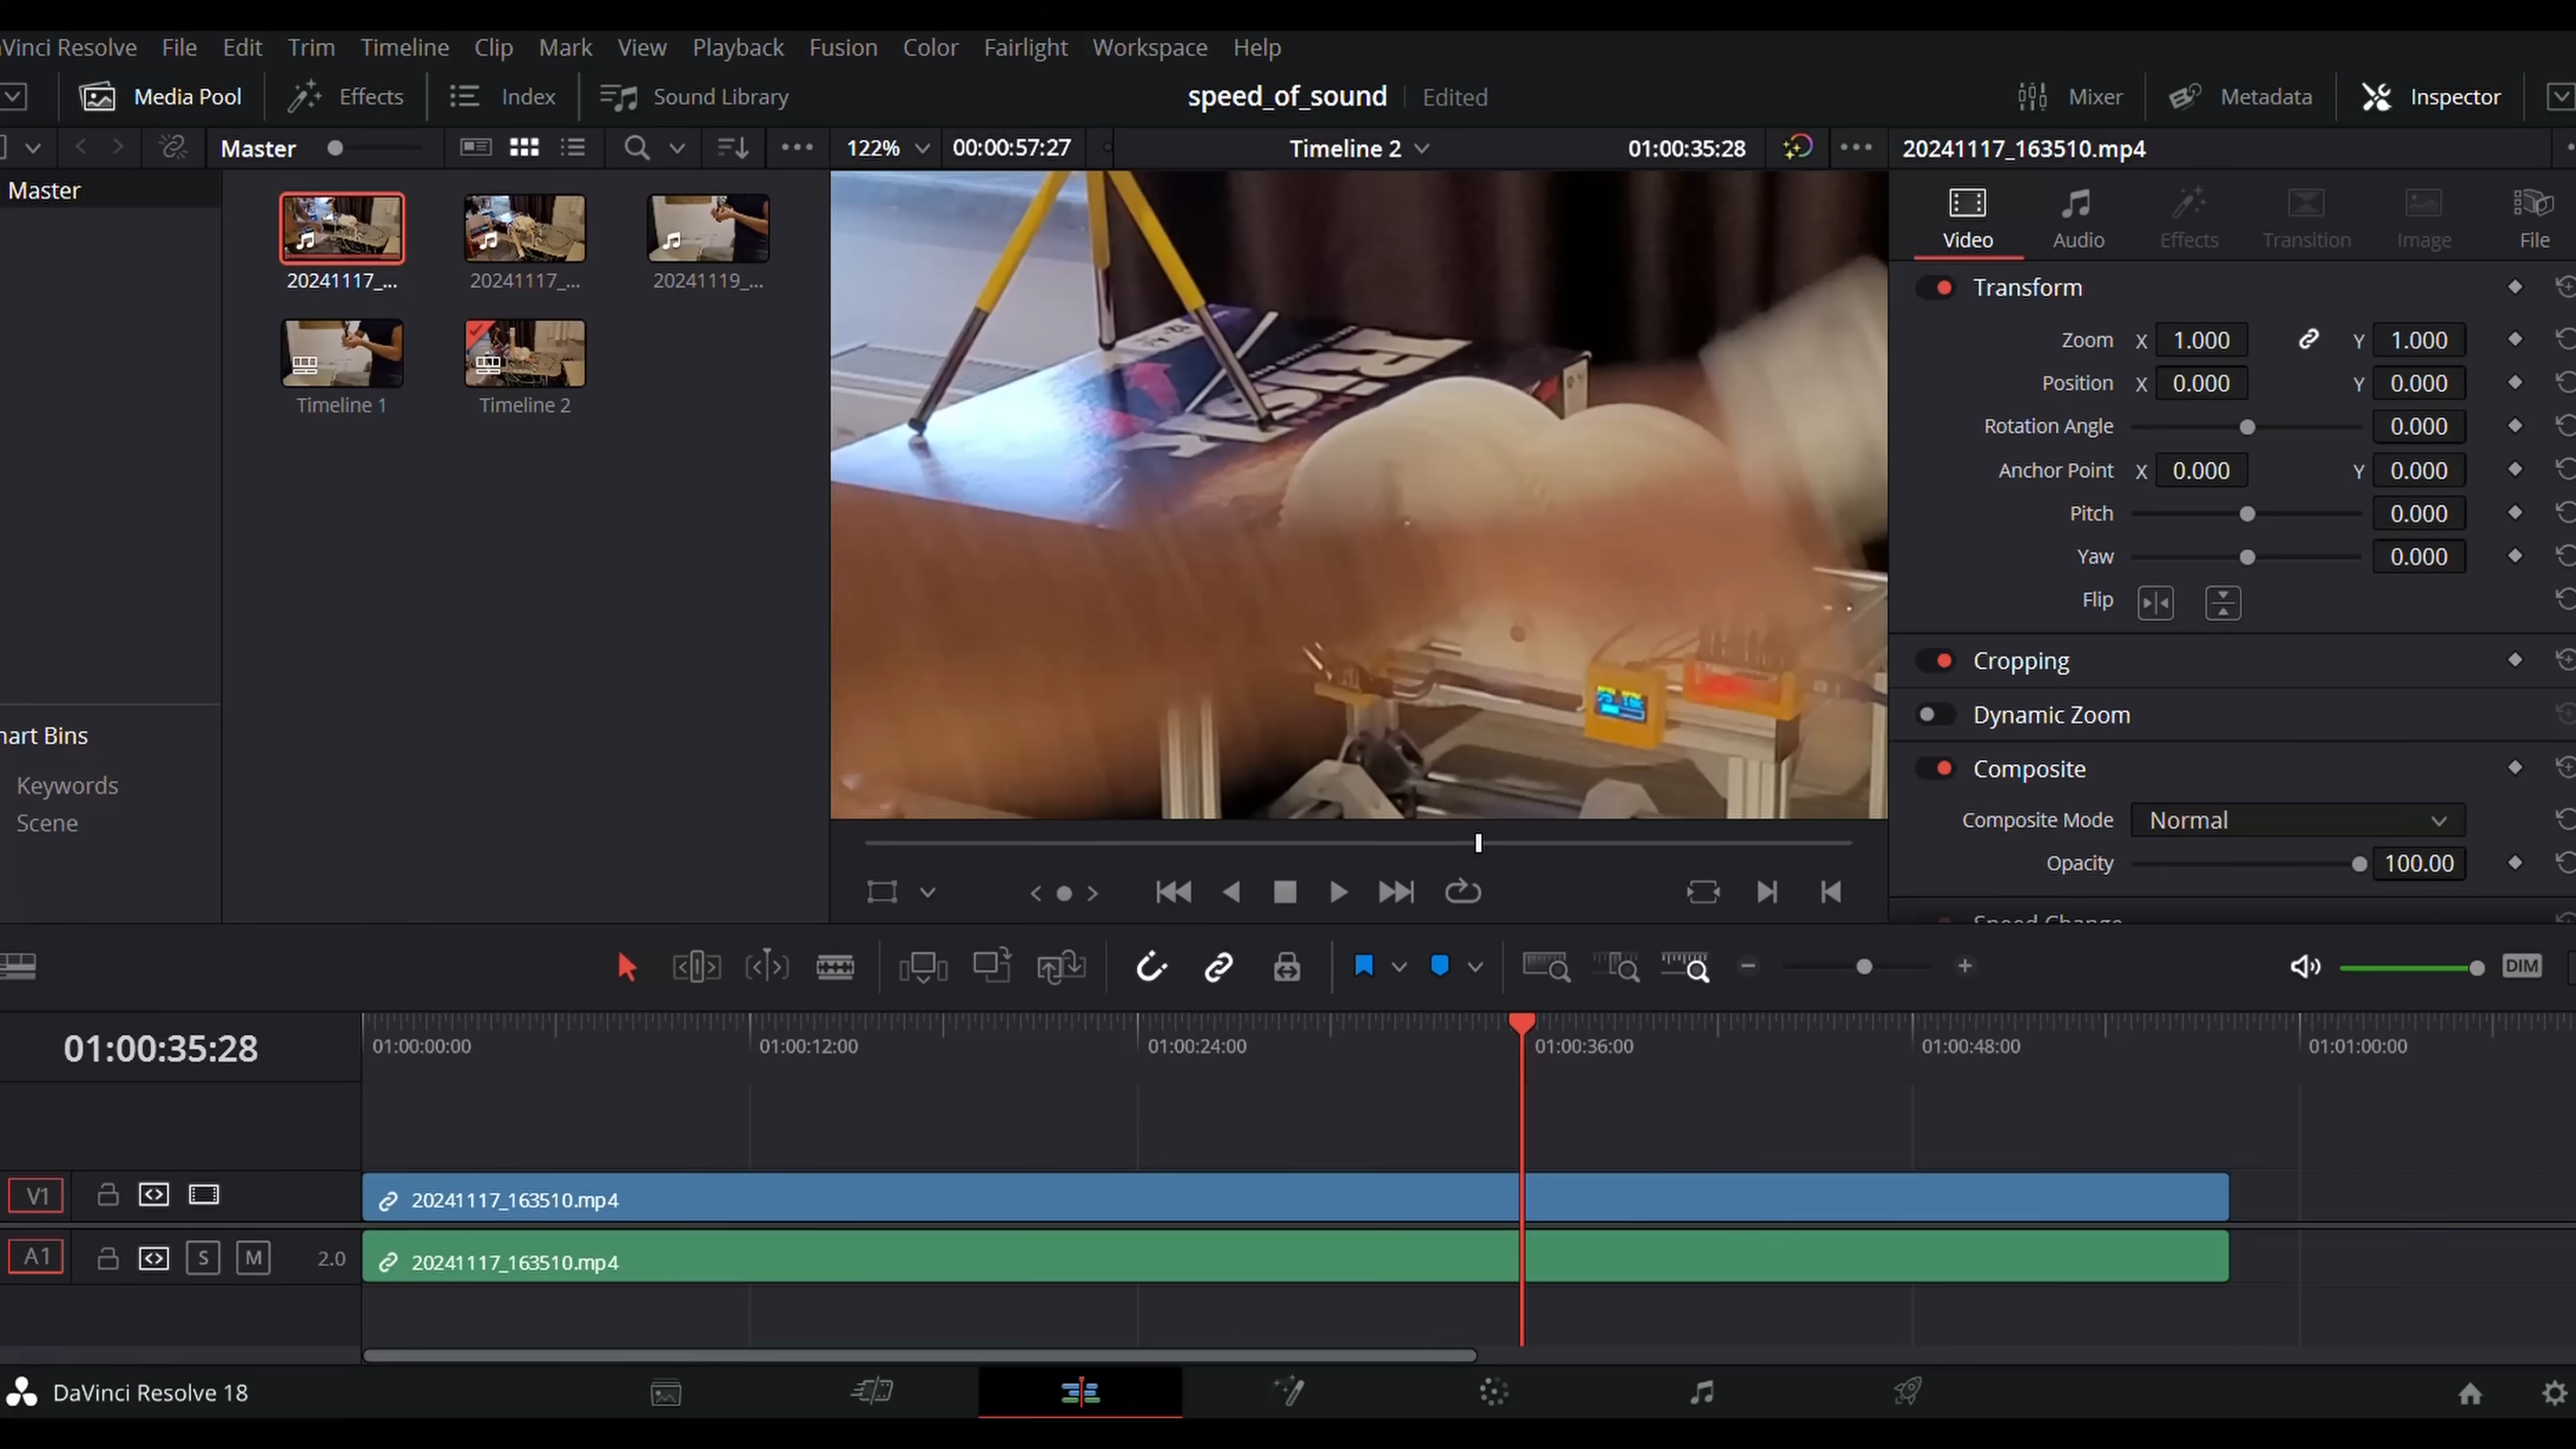 Vinci Resolve File Edit Trim Timeline Clip Mark View Playback Fusion Color Fairlight Workspace Help
Media Pool Effects Index Sound Library speed_of_sound Edited Mixer Metadata Inspector
Master 122% 00:00:57:27 Timeline 2 01:00:35:28 20241117_163510.mp4
Master
20241117_... 20241117_... 20241119_...
Timeline 1 Timeline 2
Video Audio Effects Transition Image File
Transform
Zoom X 1.000 Y 1.000
Position X 0.000 Y 0.000
Rotation Angle 0.000
Anchor Point X 0.000 Y 0.000
Pitch 0.000
Yaw 0.000
Flip
Cropping
Dynamic Zoom
Composite
Composite Mode Normal
Opacity 100.00
Speed Change
art Bins
Keywords
Scene
DIM
01:00:35:28
01:00:00:00 01:00:12:00 01:00:24:00 01:00:36:00 01:00:48:00 01:01:00:00
V1 20241117_163510.mp4
A1 S M 2.0 20241117_163510.mp4
DaVinci Resolve 18